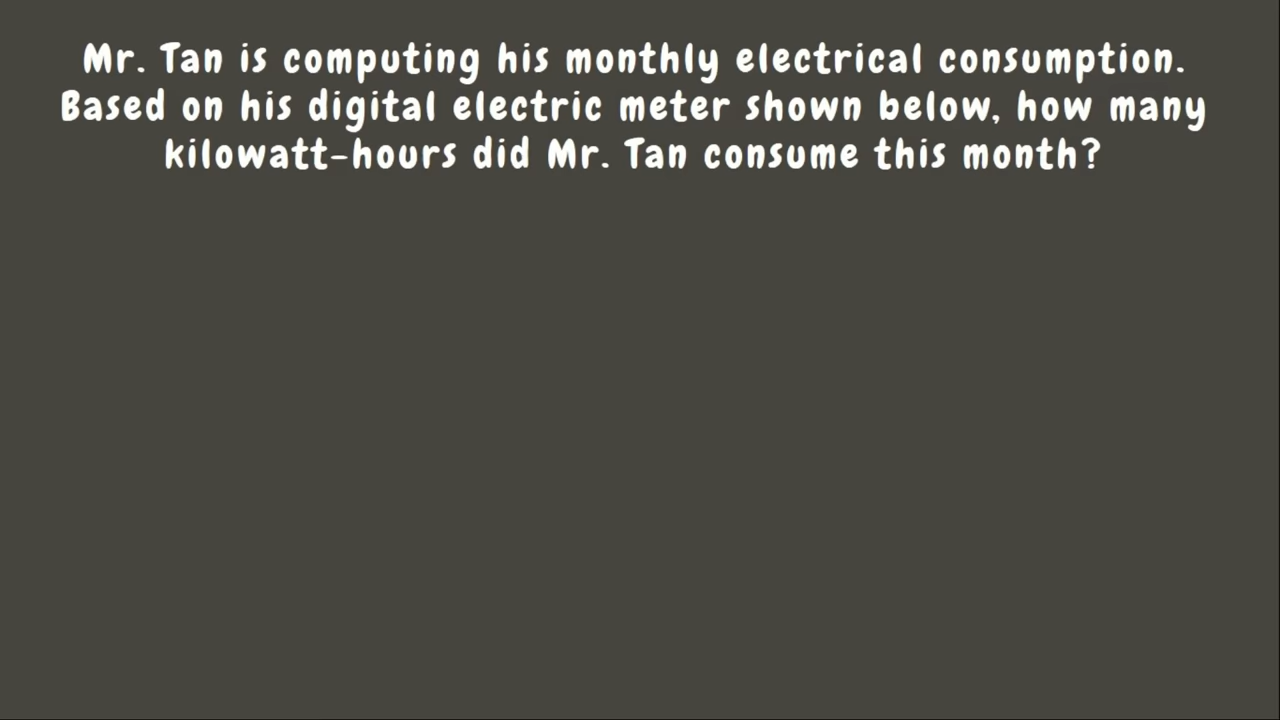 Mr. Tan is computing his monthly electrical consumption.
Based on his digital electric meter shown below, how many
kilowatt-hours did Mr. Tan consume this month?